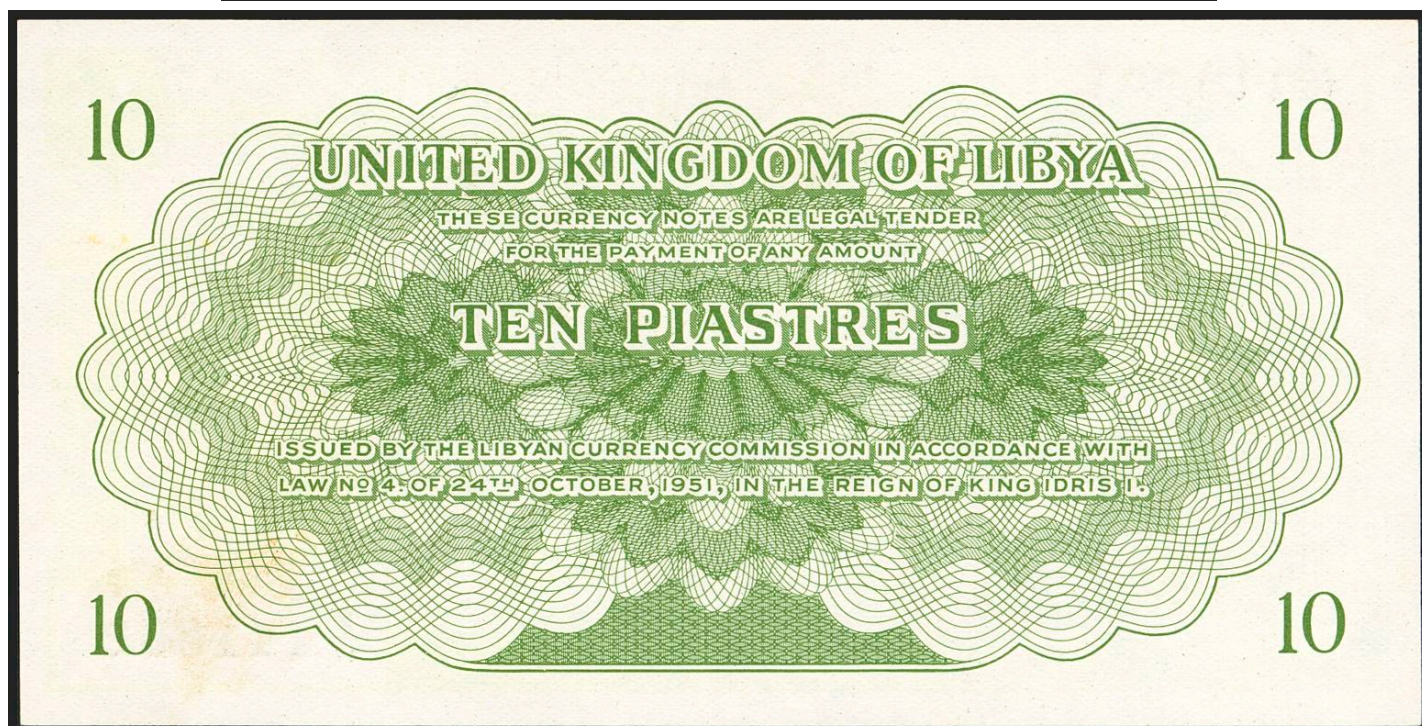 10 10
UNITED KINGDOM OF LIBYA
THESE CURRENCY NOTES ARE LEGAL TENDER
FOR THE PAYMENT OF ANY AMOUNT
TEN PIASTRES
ISSUED BY THE LIBYAN CURRENCY COMMISSION IN ACCORDANCE WITH
LAW Nº 4. OF 24TH OCTOBER, 1951, IN THE REIGN OF KING IDRIS I.
10 10